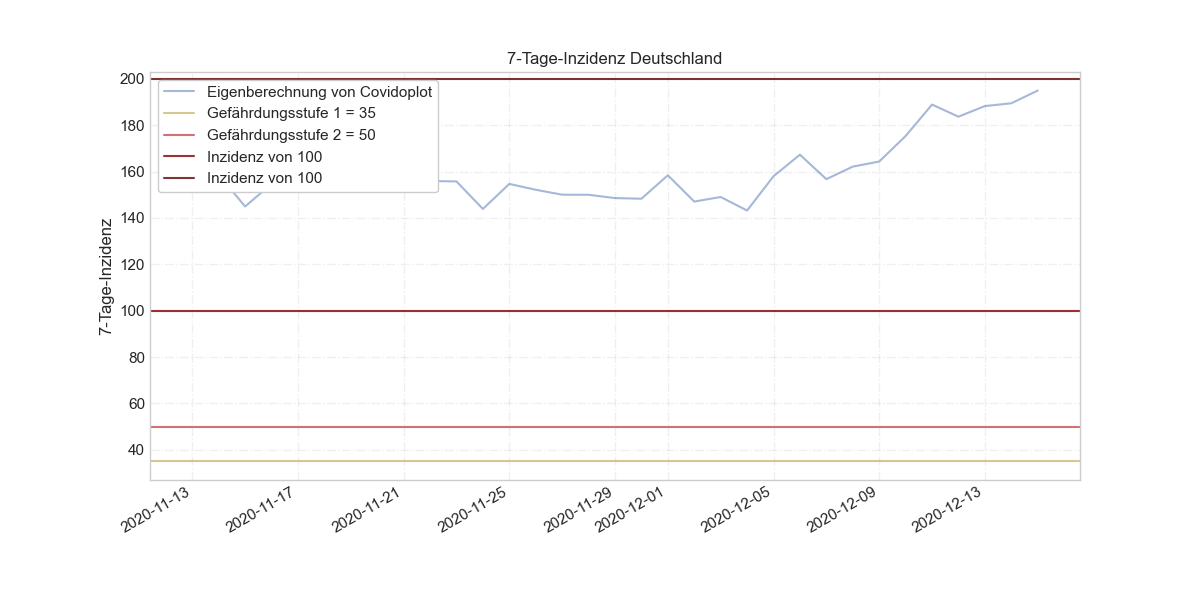 7-Tage-Inzidenz Deutschland
200
180
160
140
120
100
80
60
40
7-Tage-Inzidenz
Eigenberechnung von Covidoplot
Gefährdungsstufe 1 = 35
Gefährdungsstufe 2 = 50
Inzidenz von 100
Inzidenz von 100
2020-11-13
2020-11-17
2020-11-21
2020-11-25
2020-11-29
2020-12-01
2020-12-05
2020-12-09
2020-12-13